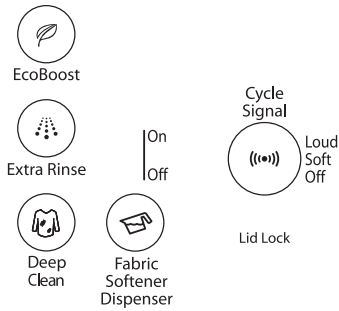 EcoBoost
Cycle
Signal
Extra Rinse
On
Off
Loud
Soft
Off
Lid Lock
Deep
Clean
Fabric
Softener
Dispenser